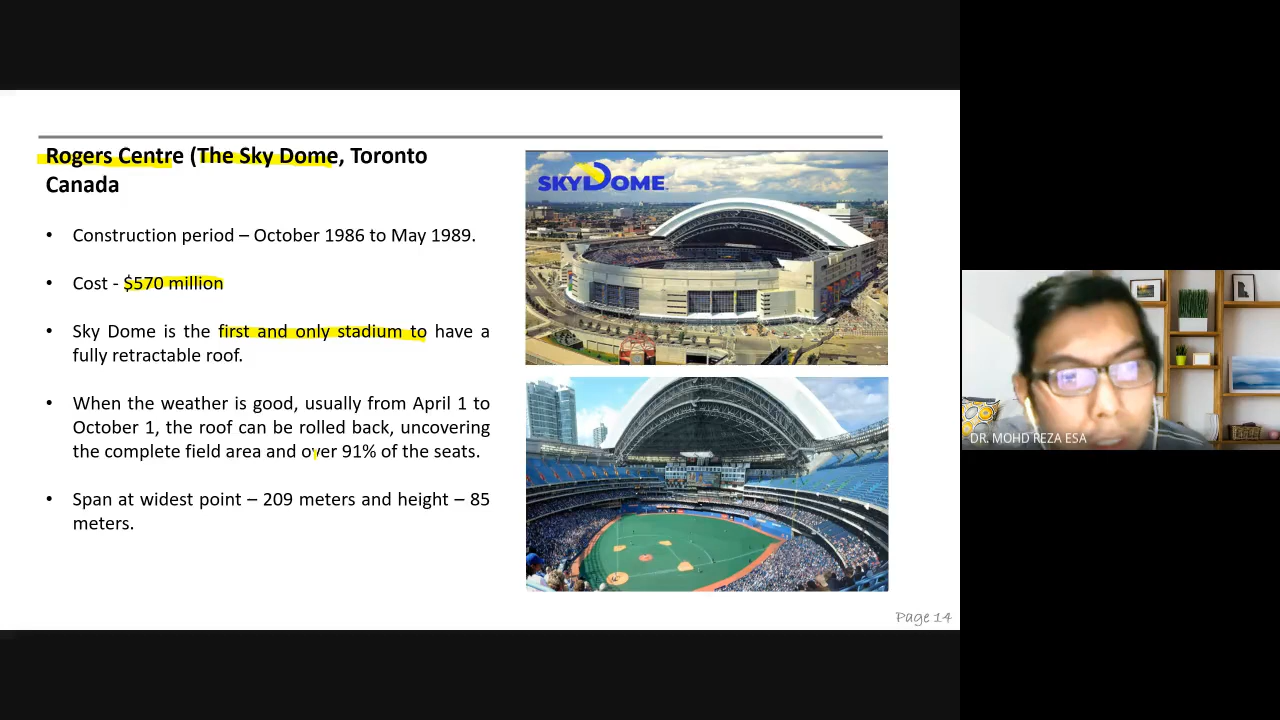 Rogers Centre (The Sky Dome, Toronto
Canada
• Construction period – October 1986 to May 1989.
• Cost - $570 million
• Sky Dome is the first and only stadium to have a
fully retractable roof.
• When the weather is good, usually from April 1 to
October 1, the roof can be rolled back, uncovering
the complete field area and over 91% of the seats.
• Span at widest point – 209 meters and height – 85
meters.
SKYDOME
Page 14
DR. MOHD REZA ESA